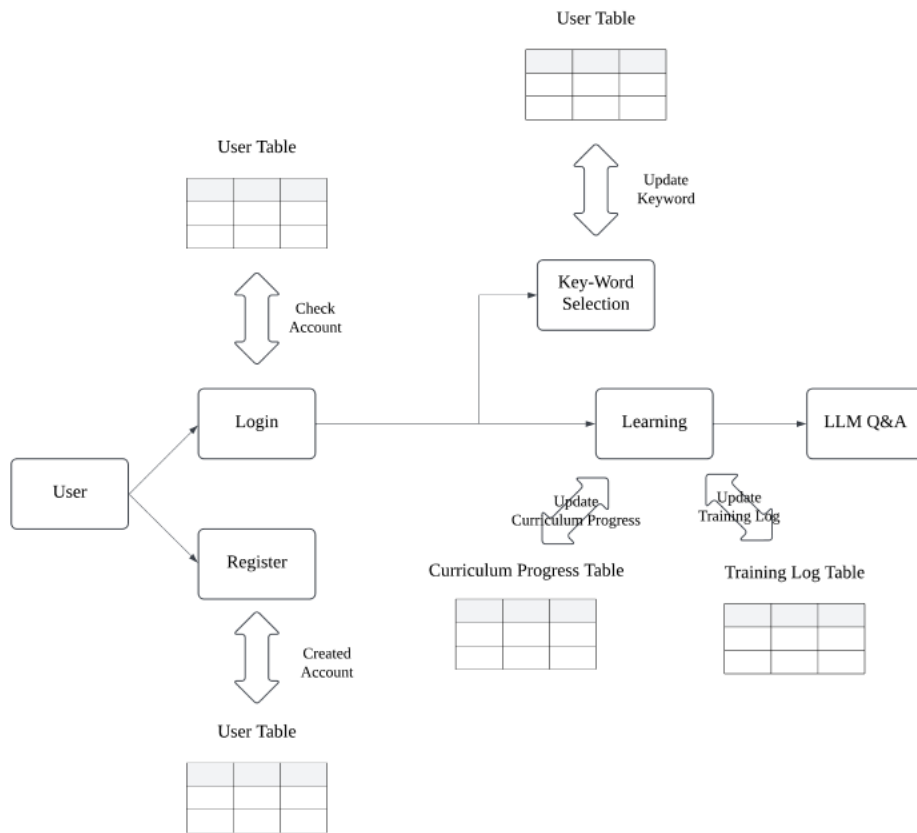 User Table
User Table
Update
Keyword
Key-Word
Selection
Check
Account
Login
Learning
LLM Q&A
User
Update
Curriculum Progress
Update
Training Log
Register
Curriculum Progress Table
Training Log Table
Created
Account
User Table